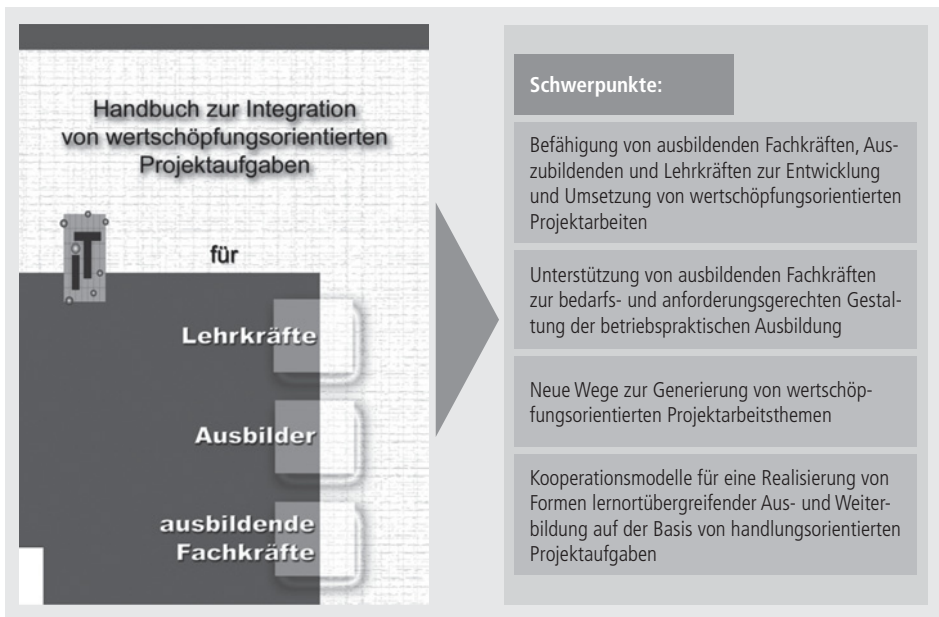 Handbuch zur Integration
von wertschöpfungsorientierten
Projektaufgaben
iT
für
Lehrkräfte
Ausbilder
ausbildende
Fachkräfte
Schwerpunkte:
Befähigung von ausbildenden Fachkräften, Aus-
zubildenden und Lehrkräften zur Entwicklung
und Umsetzung von wertschöpfungsorientierten
Projektarbeiten
Unterstützung von ausbildenden Fachkräften
zur bedarfs- und anforderungsgerechten Gestal-
tung der betriebspraktischen Ausbildung
Neue Wege zur Generierung von wertschöp-
fungsorientierten Projektarbeitsthemen
Kooperationsmodelle für eine Realisierung von
Formen lernortübergreifender Aus- und Weiter-
bildung auf der Basis von handlungsorientierten
Projektaufgaben